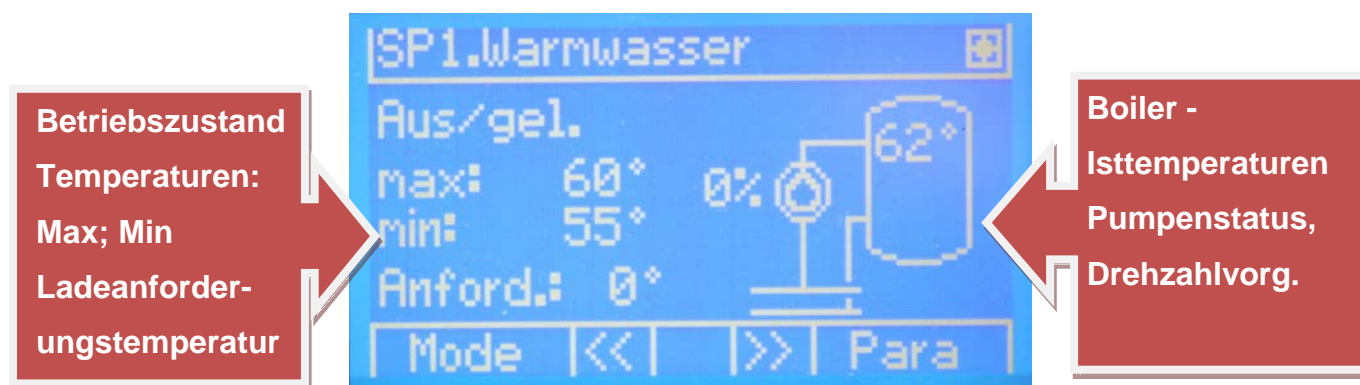 Betriebszustand
Temperaturen:
Max; Min
Ladeanforder-
ungstemperatur
SP1.Warmwasser
Aus/gel.
max: 60°
min: 55°
Anford.: 0°
0%
62°
Mode << >> Para
Boiler -
Isttemperaturen
Pumpenstatus,
Drehzahlvorg.